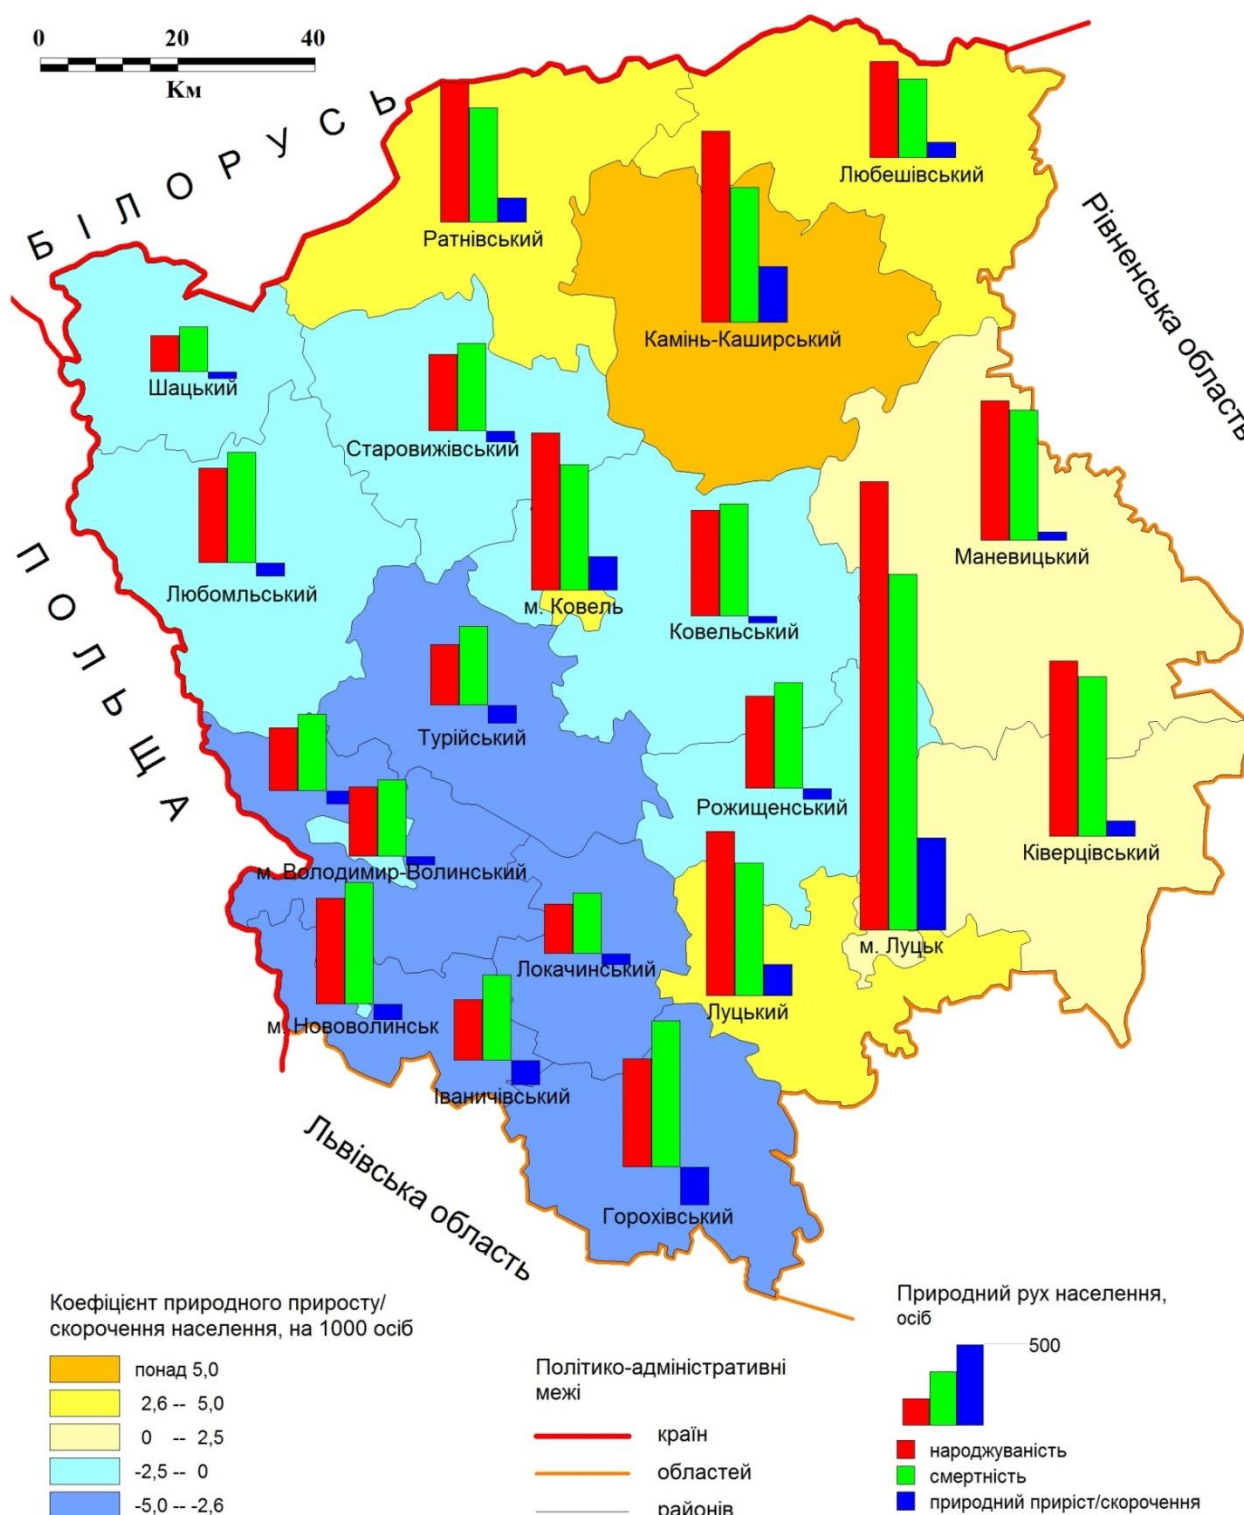 0 20 40
Км
БІЛОРУСЬ
Любешівський
Ратнівський
Рівненська область
Камінь-Каширський
Шацький
Старовижівський
Маневицький
ПОЛЬЩА
Любомльський
м. Ковель
Ковельський
Турійський
Рожищенський
Ківерцівський
м. Володимир-Волинський
м. Луцьк
Локачинський
Луцький
м. Нововолинськ
Іваничівський
Львівська область
Горохівський
Коефіцієнт природного приросту/
скорочення населення, на 1000 осіб
понад 5,0
2,6 -- 5,0
0 -- 2,5
-2,5 -- 0
-5,0 -- -2,6
Політико-адміністративні
межі
країн
областей
районів
Природний рух населення,
осіб
500
народжуваність
смертність
природний приріст/скорочення